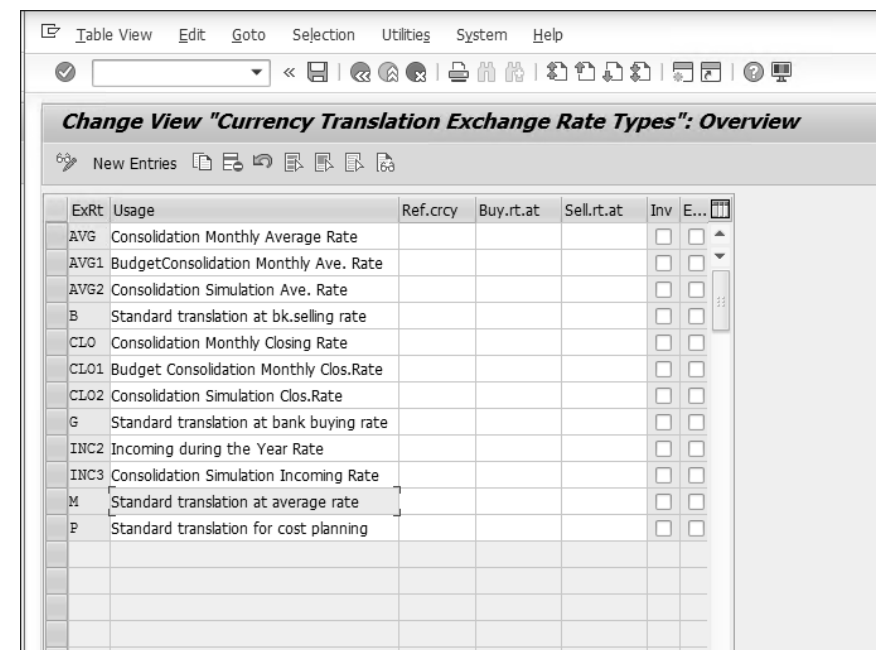 Table View Edit Goto Selection Utilities System Help
Change View "Currency Translation Exchange Rate Types": Overview
New Entries
ExRt Usage Ref.crcy Buy.rt.at Sell.rt.at Inv E...
AVG Consolidation Monthly Average Rate
AVG1 BudgetConsolidation Monthly Ave. Rate
AVG2 Consolidation Simulation Ave. Rate
B Standard translation at bk.selling rate
CLO Consolidation Monthly Closing Rate
CLO1 Budget Consolidation Monthly Clos.Rate
CLO2 Consolidation Simulation Clos.Rate
G Standard translation at bank buying rate
INC2 Incoming during the Year Rate
INC3 Consolidation Simulation Incoming Rate
M Standard translation at average rate
P Standard translation for cost planning